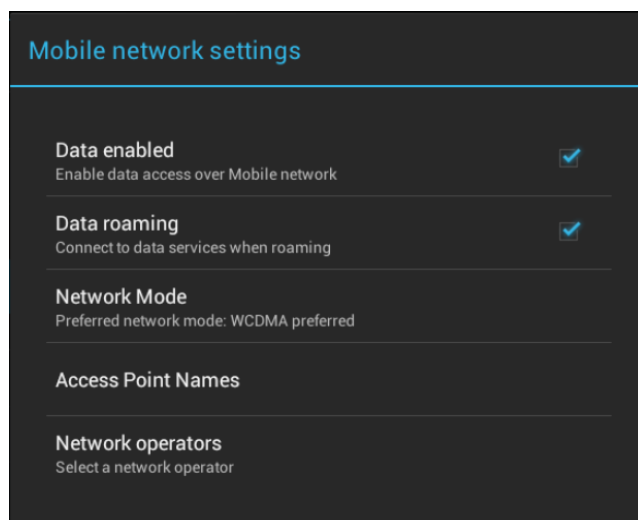 Mobile network settings
Data enabled
Enable data access over Mobile network
Data roaming
Connect to data services when roaming
Network Mode
Preferred network mode: WCDMA preferred
Access Point Names
Network operators
Select a network operator